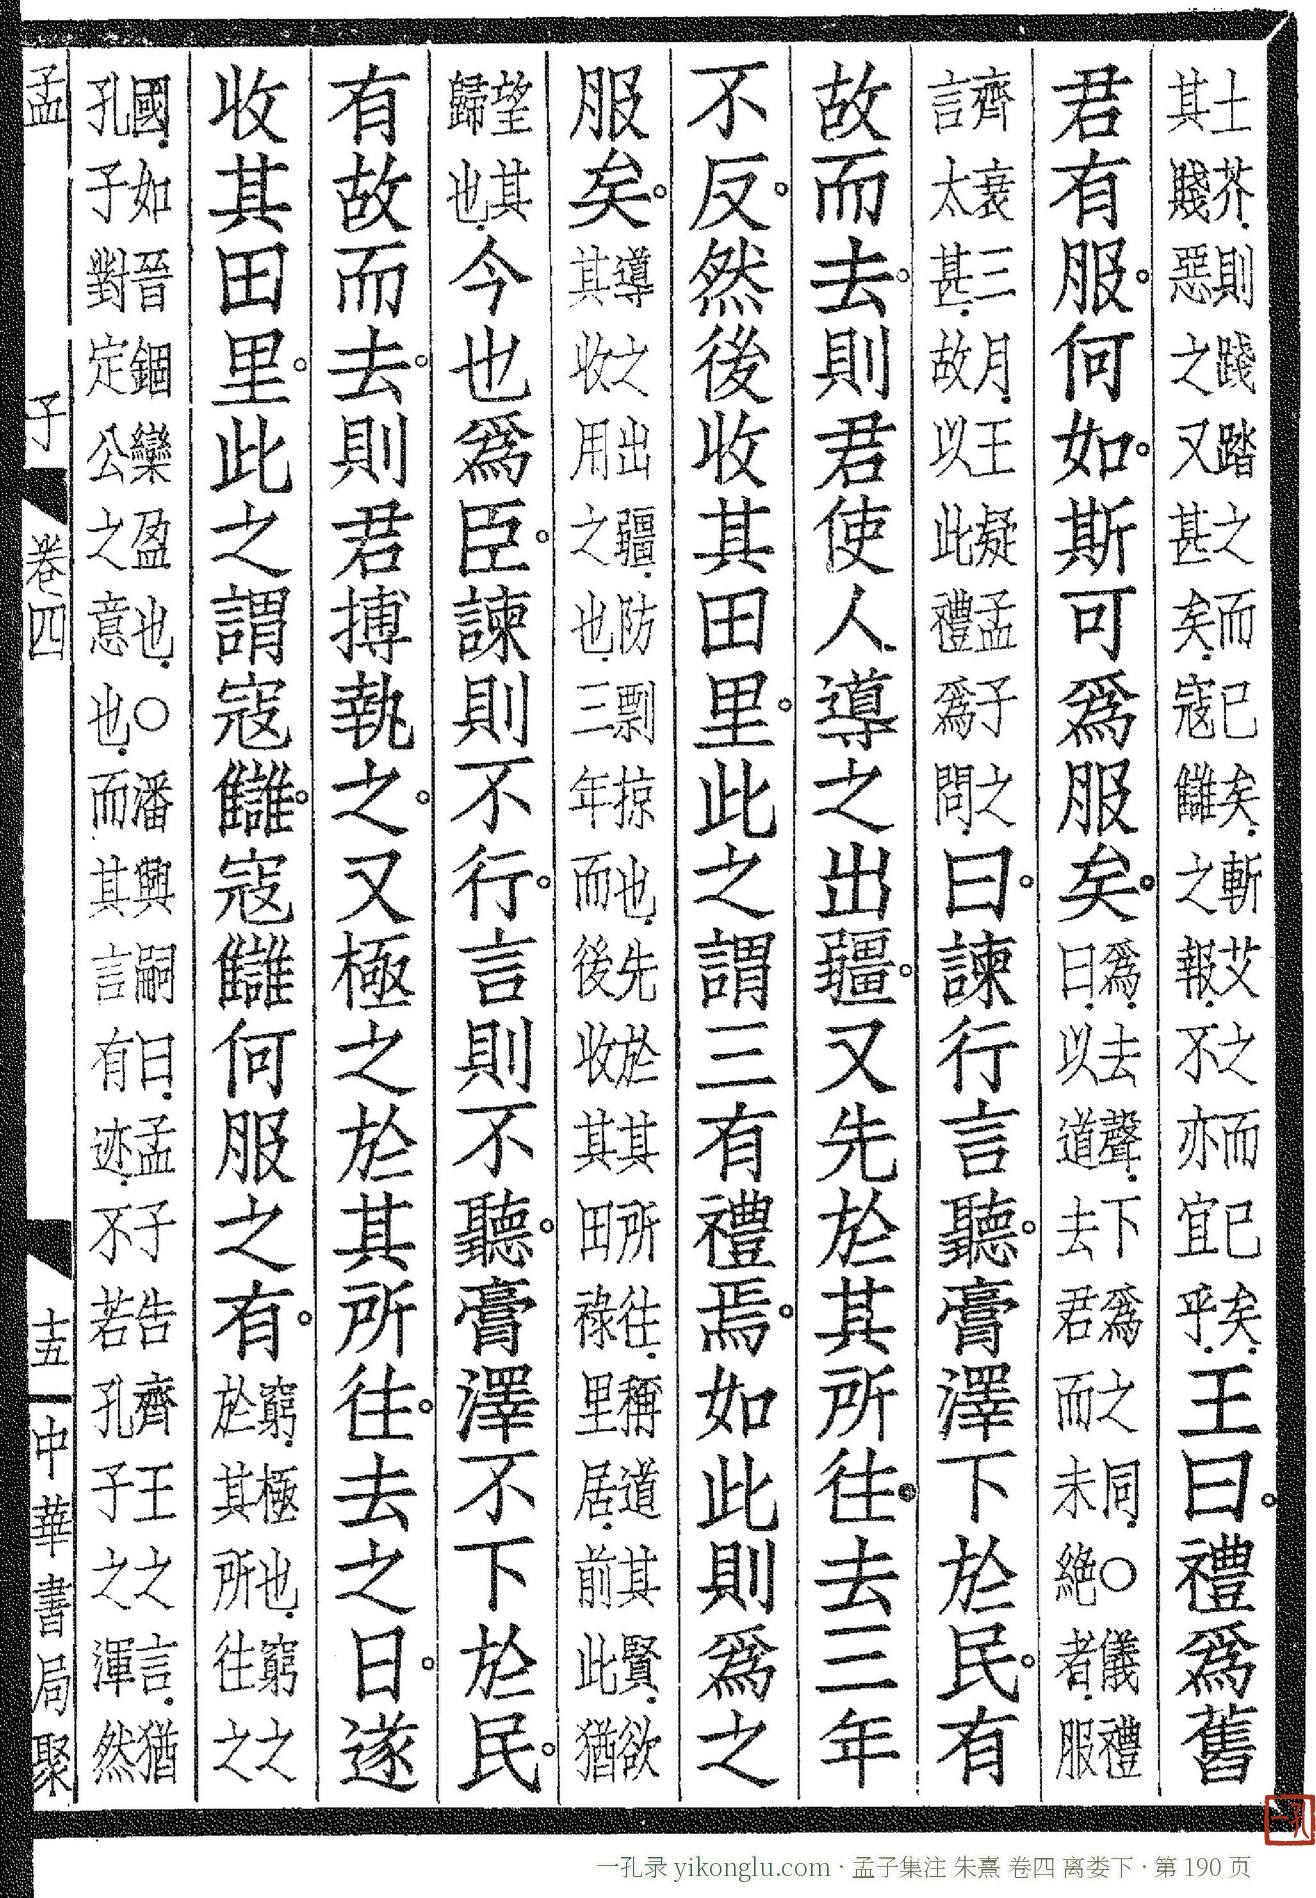 土芥.則踐踏之而已矣.斬艾之而已矣.其賤惡之又甚矣.寇讎之報.不亦宜乎.王曰。禮爲舊
君有服。何如。斯可爲服矣。爲.去聲.下爲之同.○儀禮曰以道去君而未絶者.服
齊衰三月.王疑孟子之言太甚.故以此禮爲問.曰。諫行言聽。膏澤下於民。有
故而去。則君使人.導之出疆。又先於其所往。去三年
不反。然後收其田里。此之謂三有禮焉。如此則爲之
服矣。導之出疆.防剽掠也.先於其所往.稱道其賢.欲其收用之也.三年而後收其田祿里居.前此猶
望其歸也.今也爲臣。諫則不行。言則不聽。膏澤不下於民。
有故而去。則君搏執之。又極之於其所往。去之日。遂
收其田里。此之謂寇讎。寇讎何服之有。窮.極也.窮之於其所往之
國.如晉錮欒盈也.○潘興嗣曰.孟子告齊王之言.猶孔子對定公之意也.而其言有迹.不若孔子之渾然
孟子 卷四 十五 中華書局聚
一孔
一孔录 yikonglu.com · 孟子集注 朱熹 卷四 离娄下 · 第 190 页